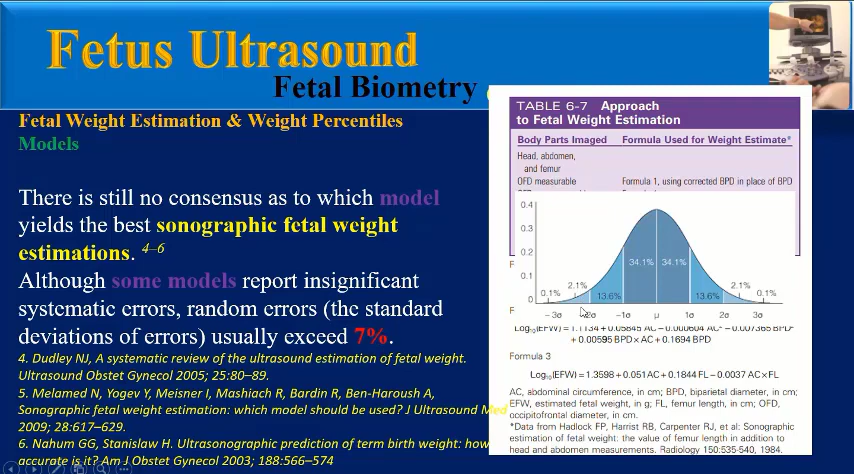 Fetus Ultrasound
Fetal Biometry
Fetal Weight Estimation & Weight Percentiles
Models
There is still no consensus as to which model
yields the best sonographic fetal weight
estimations. 4–6
Although some models report insignificant
systematic errors, random errors (the standard
deviations of errors) usually exceed 7%.
4. Dudley NJ, A systematic review of the ultrasound estimation of fetal weight.
Ultrasound Obstet Gynecol 2005; 25:80–89.
5. Melamed N, Yogev Y, Meisner I, Mashiach R, Bardin R, Ben-Haroush A,
Sonographic fetal weight estimation: which model should be used? J Ultrasound Med
2009; 28:617–629.
6. Nahum GG, Stanislaw H. Ultrasonographic prediction of term birth weight: how
accurate is it? Am J Obstet Gynecol 2003; 188:566–574
TABLE 6-7 Approach
to Fetal Weight Estimation
Body Parts Imaged Formula Used for Weight Estimate*
Head, abdomen,
and femur
OFD measurable Formula 1, using corrected BPD in place of BPD
0.4
0.3
0.2
0.1
0
0.1% 2.1% 13.6% 34.1% 34.1% 13.6% 2.1% 0.1%
−3σ −2σ −1σ μ 1σ 2σ 3σ
F
F
Log10(EFW) = 1.1134 + 0.05845 AC − 0.000604 AC² − 0.007365 BPD²
+ 0.00595 BPD × AC + 0.1694 BPD
Formula 3
Log10(EFW) = 1.3598 + 0.051 AC + 0.1844 FL − 0.0037 AC × FL
AC, abdominal circumference, in cm; BPD, biparietal diameter, in cm;
EFW, estimated fetal weight, in g; FL, femur length, in cm; OFD,
occipitofrontal diameter, in cm.
*Data from Hadlock FP, Harrist RB, Carpenter RJ, et al: Sonographic
estimation of fetal weight: the value of femur length in addition to
head and abdomen measurements. Radiology 150:535-540, 1984.